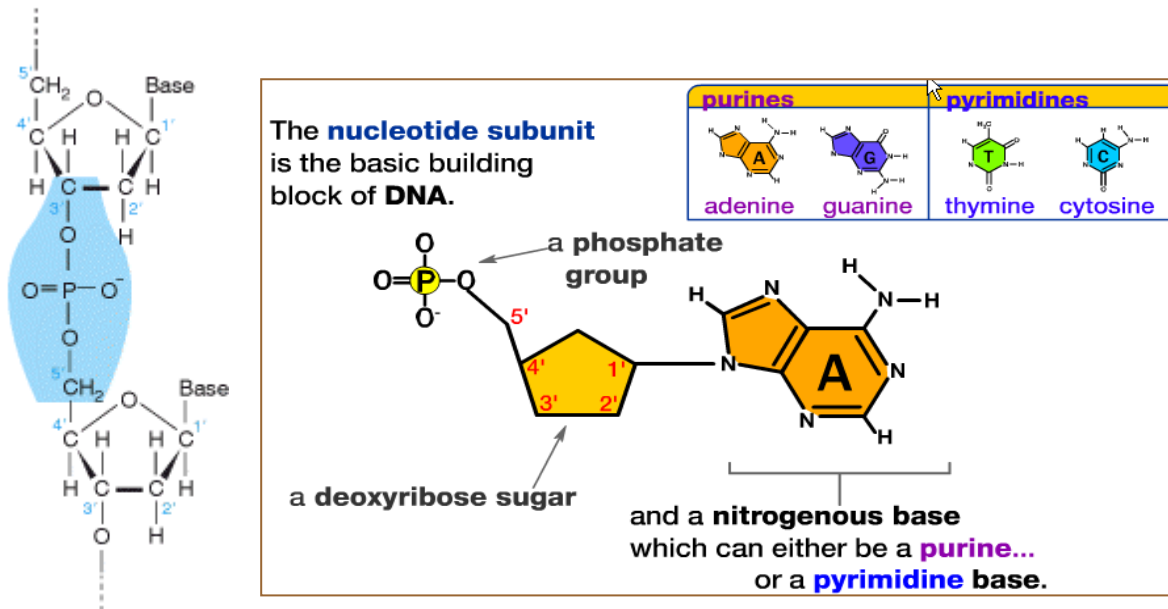 5'
CH₂
O
Base
4'
C
H
H
C
1'
H
C
C
H
3'
2'
O
H
O=P–O⁻
O
5'
CH₂
O
Base
4'
C
H
H
C
1'
H
C
C
H
3'
2'
O
H
The nucleotide subunit
is the basic building
block of DNA.
purines
pyrimidines
A
G
T
C
H
N
O
H₃C
adenine
guanine
thymine
cytosine
a phosphate
group
O
O=P–O
O⁻
5'
4'
1'
3'
2'
a deoxyribose sugar
H
N
N
H
N–H
A
N
N
H
and a nitrogenous base
which can either be a purine...
or a pyrimidine base.